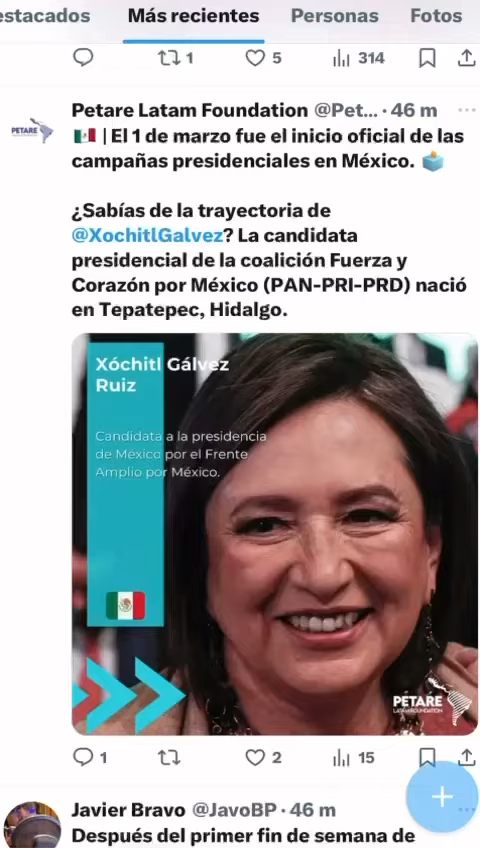 estacados Más recientes Personas Fotos
1 5 314
Petare Latam Foundation @Pet... · 46 m
| El 1 de marzo fue el inicio oficial de las
campañas presidenciales en México.
¿Sabías de la trayectoria de
@XochitlGalvez? La candidata
presidencial de la coalición Fuerza y
Corazón por México (PAN-PRI-PRD) nació
en Tepatepec, Hidalgo.
PETARE
Xóchitl Gálvez
Ruiz
Candidata a la presidencia
de México por el Frente
Amplio por México.
PETARE
LATAM FOUNDATION
1 2 15
Javier Bravo @JavoBP · 46 m
Después del primer fin de semana de